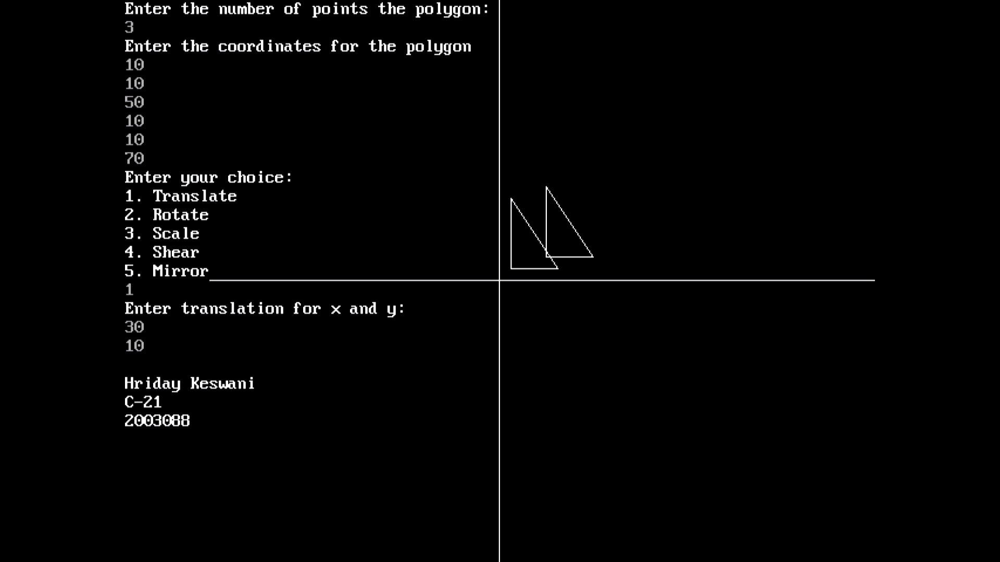 Enter the number of points the polygon:
3
Enter the coordinates for the polygon
10
10
50
10
10
70
Enter your choice:
1. Translate
2. Rotate
3. Scale
4. Shear
5. Mirror
1
Enter translation for x and y:
30
10
Hriday Keswani
C-21
2003088